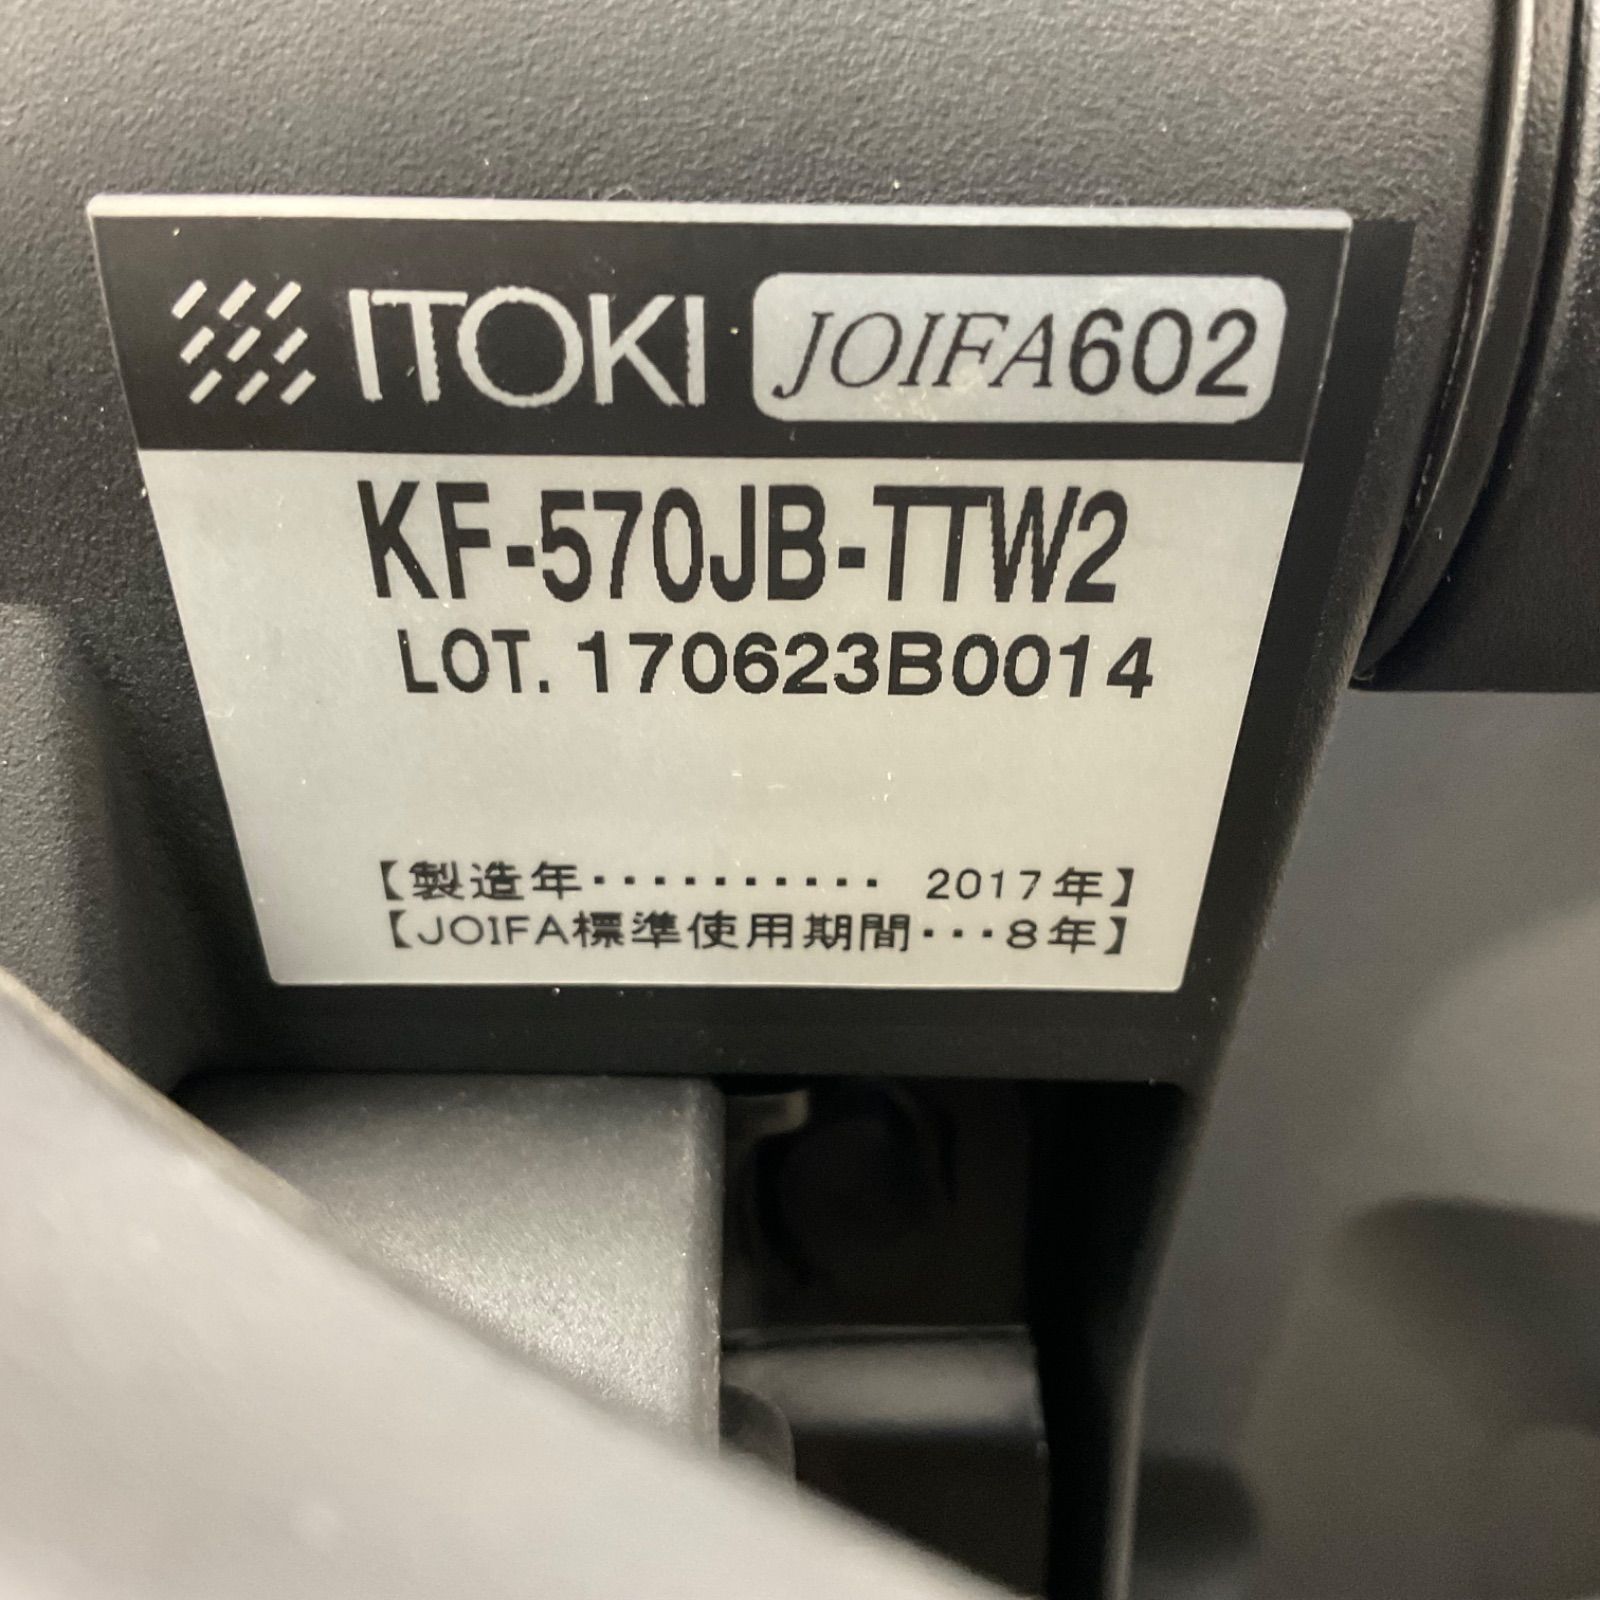 ITOKI JOIFA602
KF-570JB-TTW2
LOT. 170623B0014
【製造年・・・・・・・・・・ 2017年】
【JOIFA標準使用期間・・・8年】